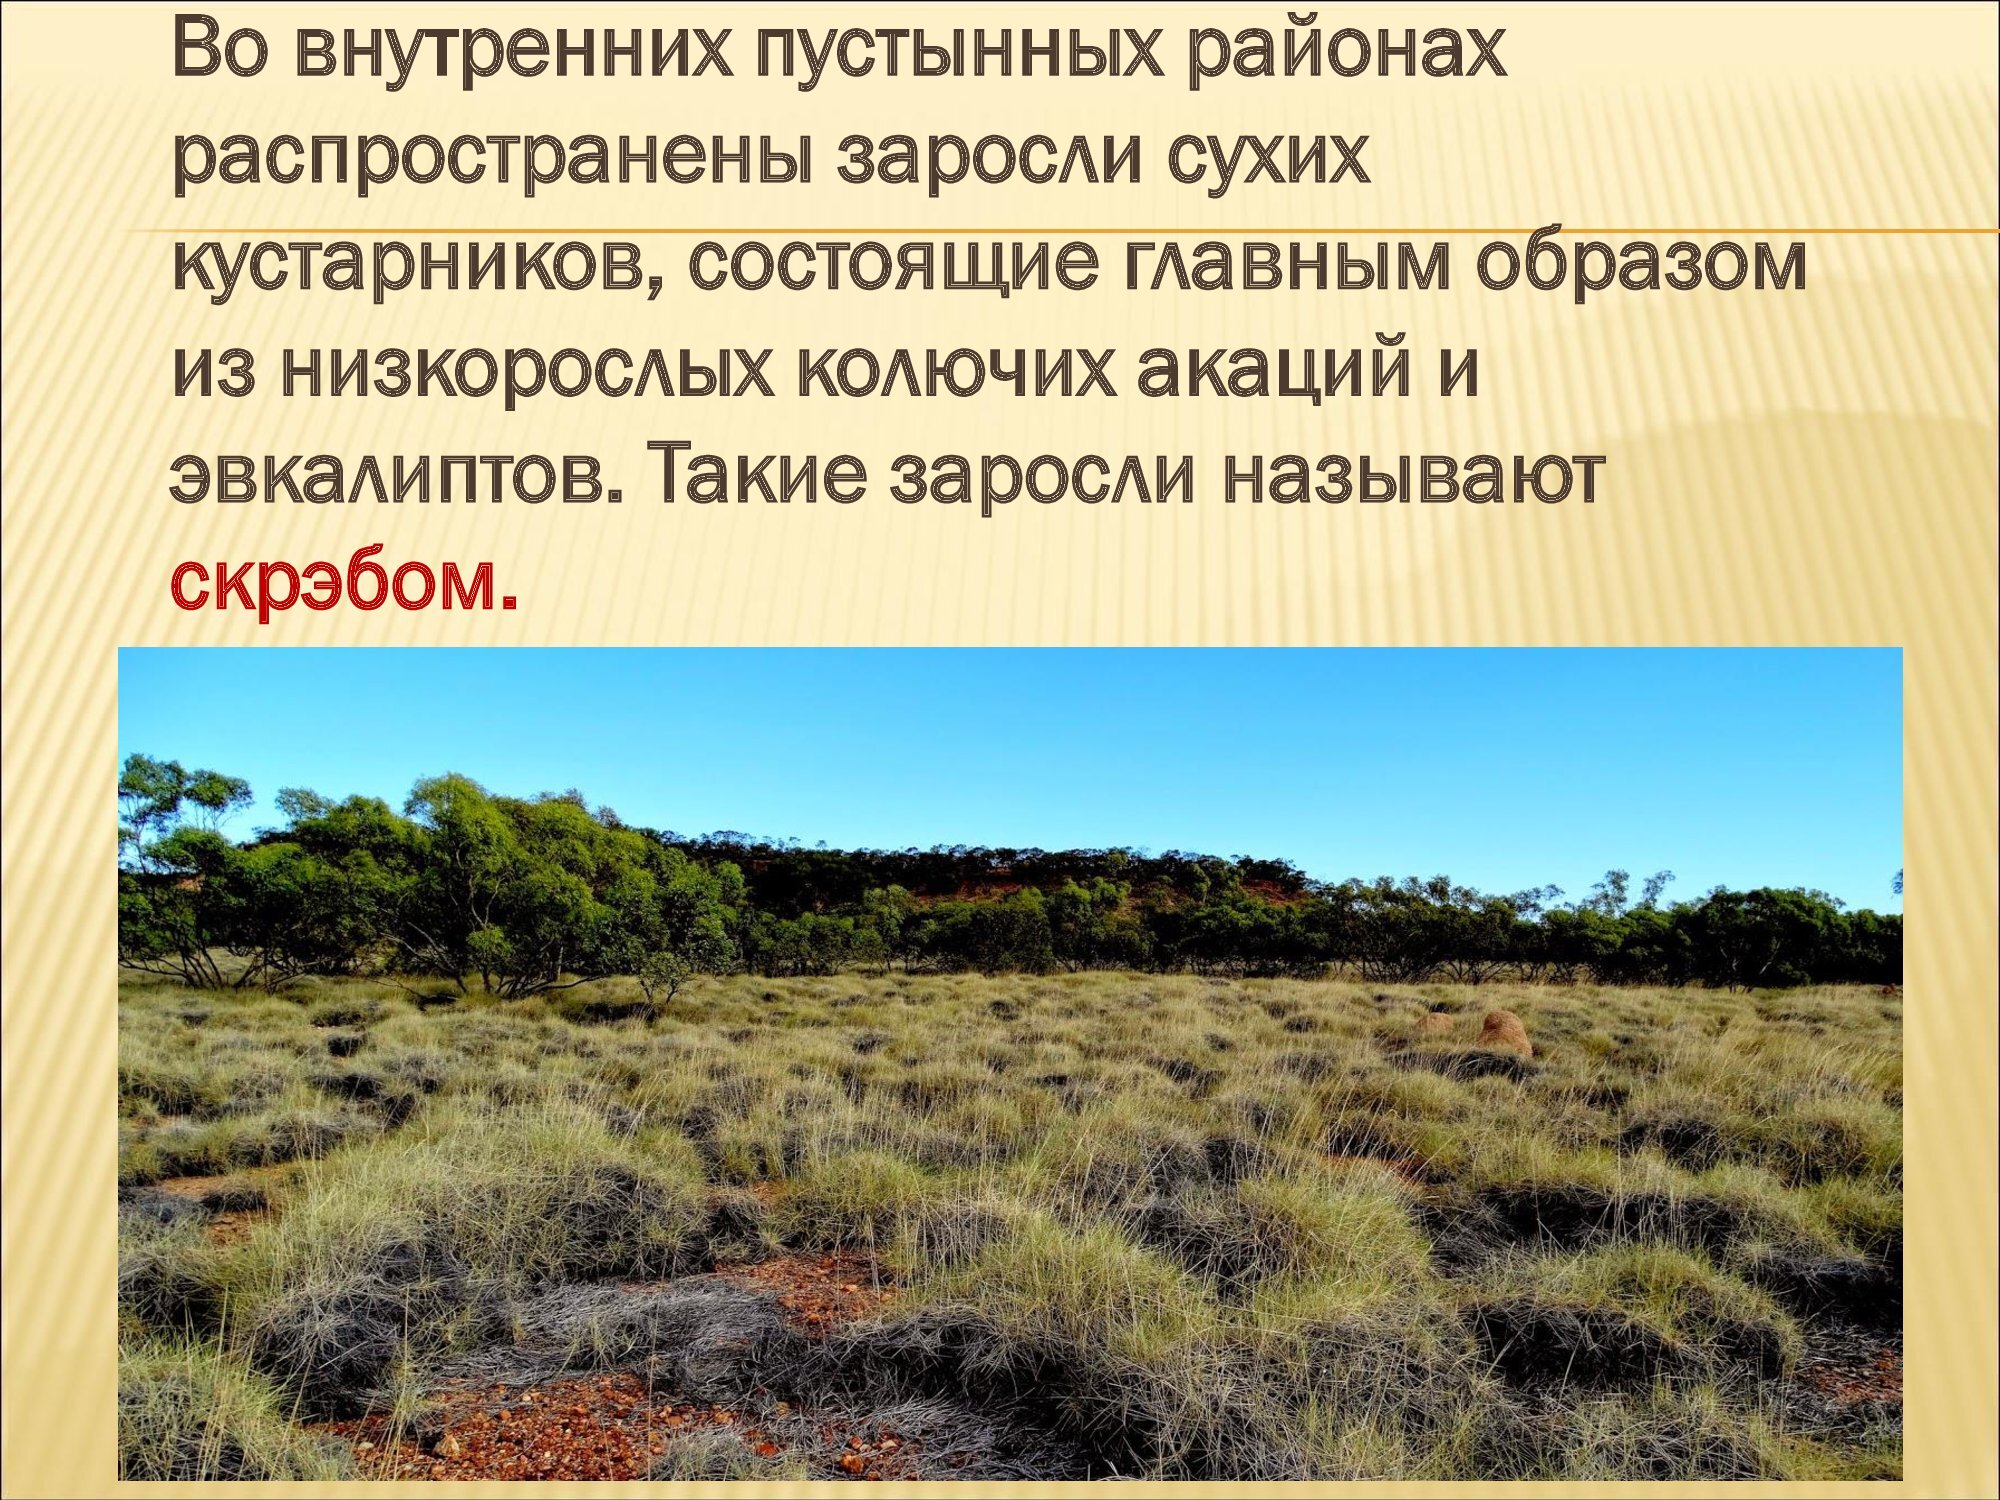 Во внутренних пустынных районах
распространены заросли сухих
кустарников, состоящие главным образом
из низкорослых колючих акаций и
эвкалиптов. Такие заросли называют
скрэбом.